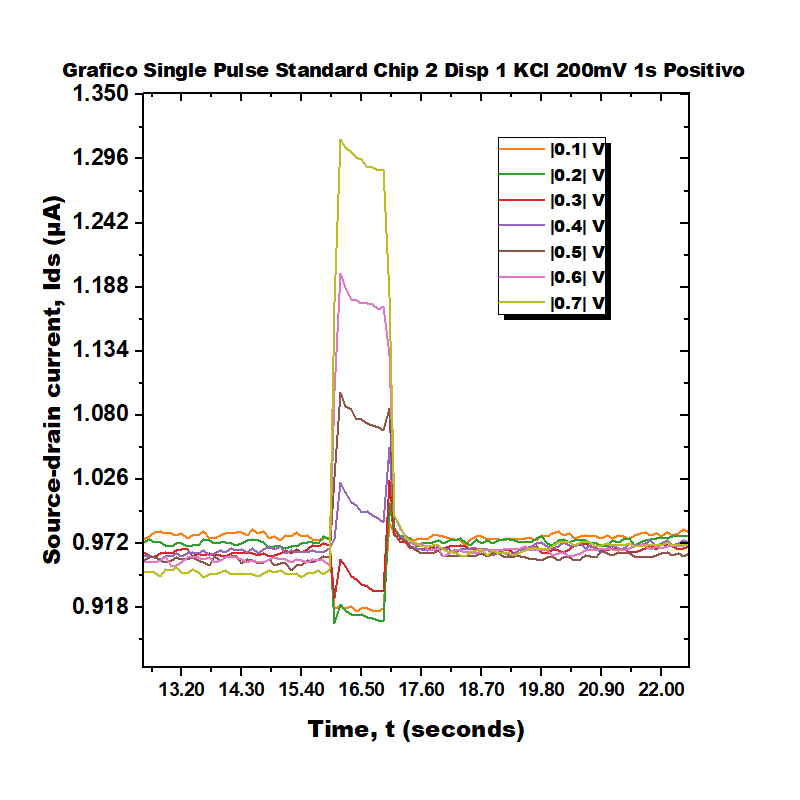 Grafico Single Pulse Standard Chip 2 Disp 1 KCl 200mV 1s Positivo
1.350
1.296
1.242
1.188
1.134
1.080
1.026
0.972
0.918
Source-drain current, Ids (µA)
|0.1| V
|0.2| V
|0.3| V
|0.4| V
|0.5| V
|0.6| V
|0.7| V
13.20 14.30 15.40 16.50 17.60 18.70 19.80 20.90 22.00
Time, t (seconds)